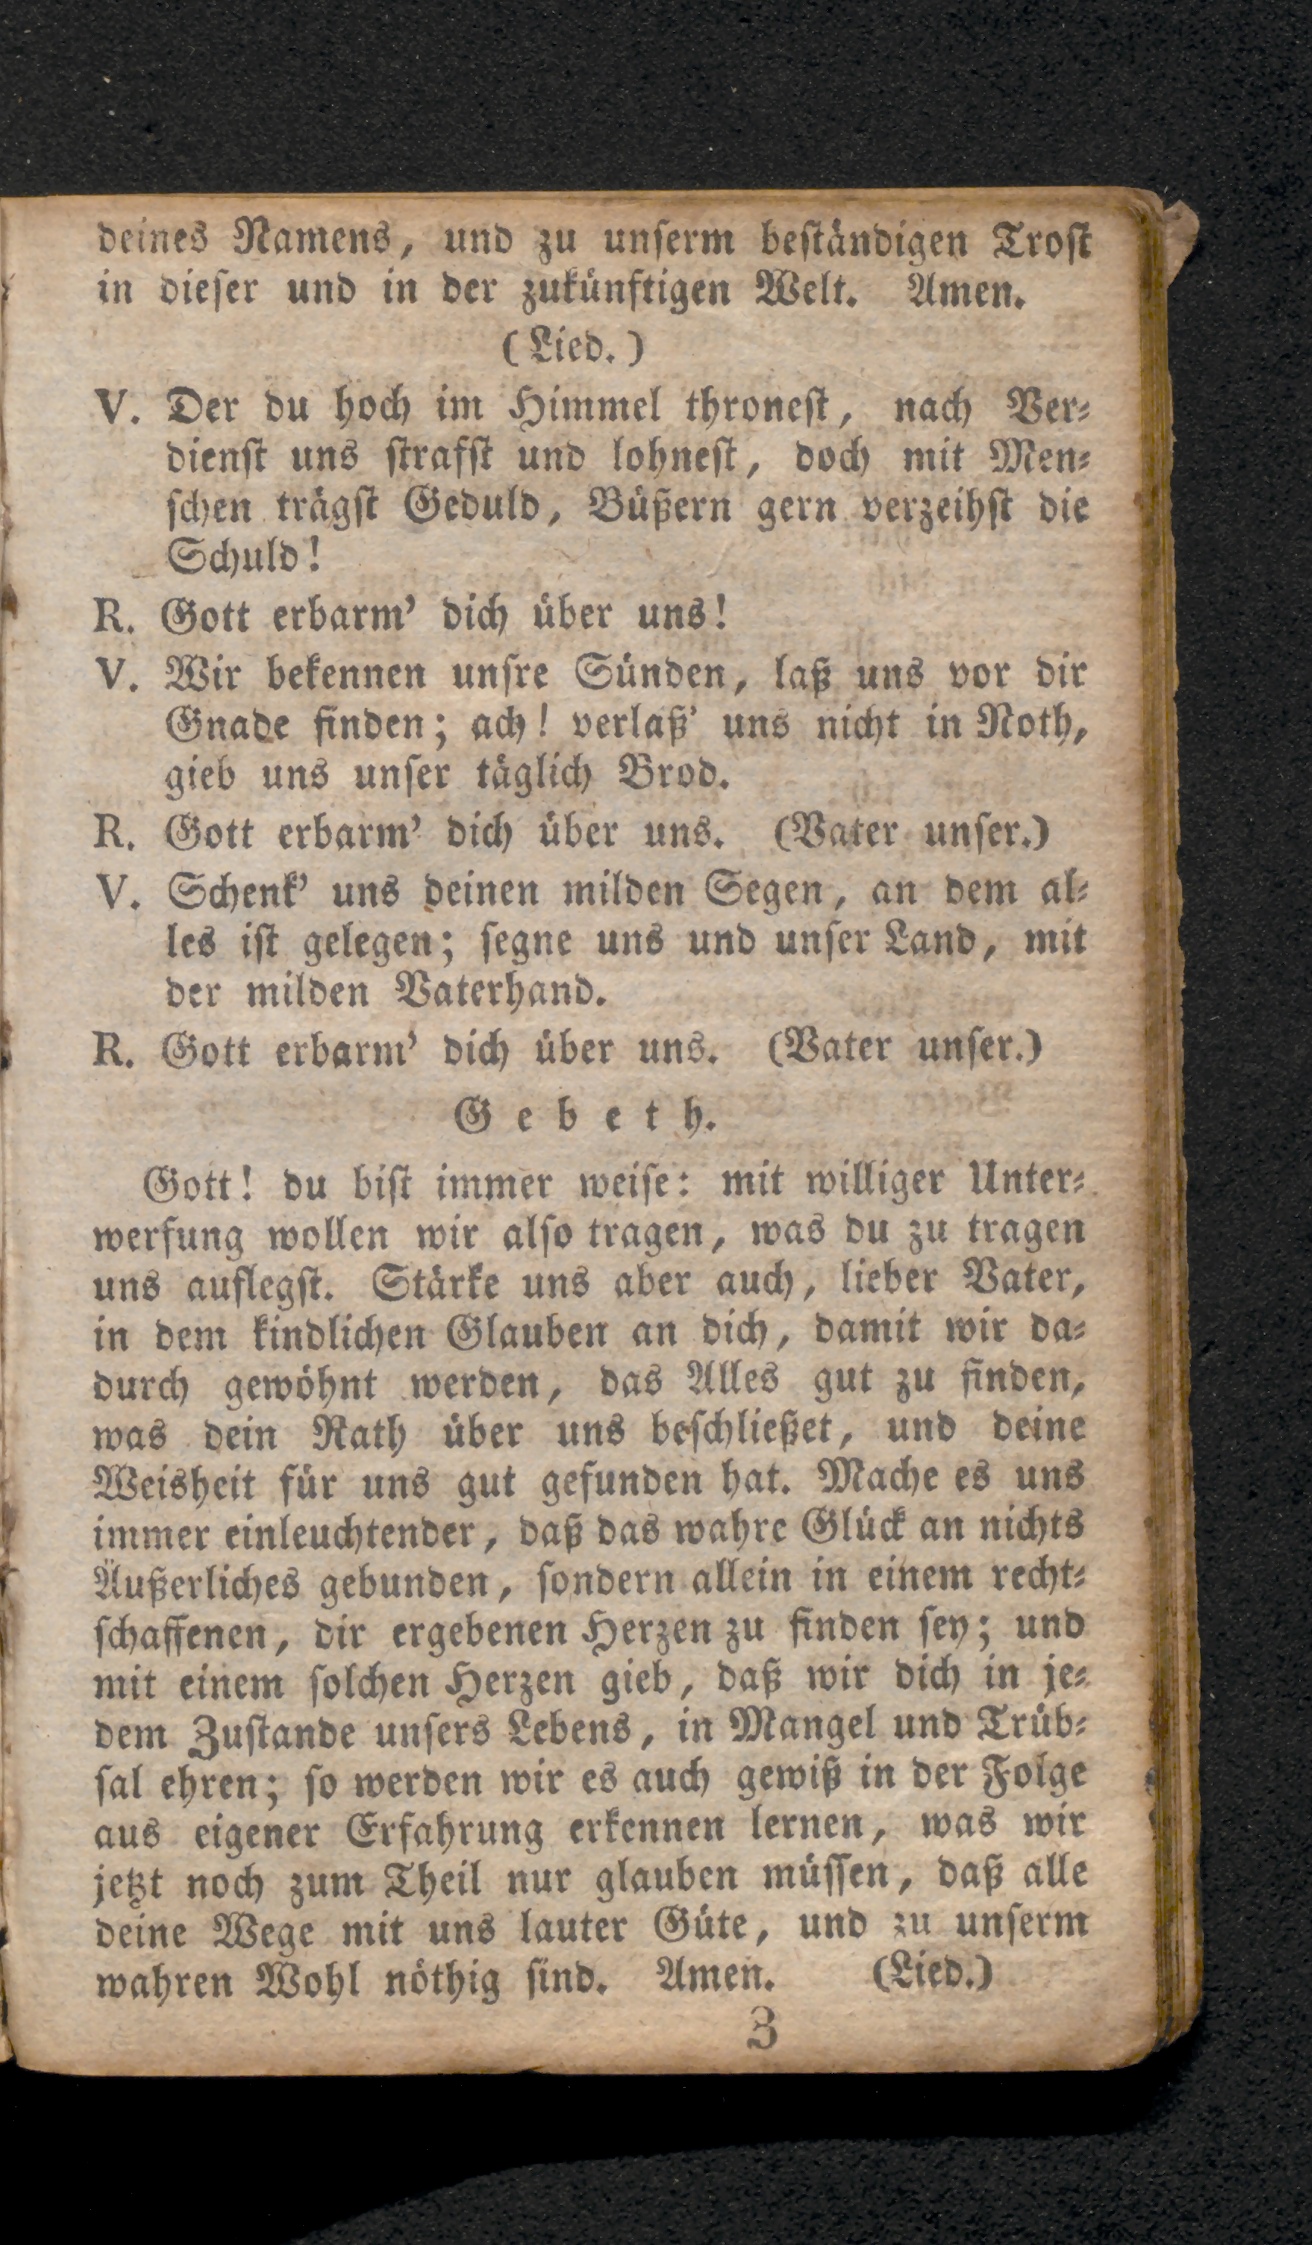 deines Namens, und zu unſerm beſtändigen Troſt
in dieſer und in der zukünftigen Welt. Amen.
(Lied.)
V. Der du hoch im Himmel throneſt, nach Ver⸗
dienſt uns ſtrafſt und lohneſt, doch mit Men⸗
ſchen trägſt Geduld, Büßern gern verzeihſt die
Schuld!
R. Gott erbarm’ dich über uns!
V. Wir bekennen unſre Sünden, laß uns vor dir
Gnade finden; ach! verlaß’ uns nicht in Noth,
gieb uns unſer täglich Brod.
R. Gott erbarm’ dich über uns. (Vater unſer.)
V. Schenk’ uns deinen milden Segen, an dem al⸗
les iſt gelegen; ſegne uns und unſer Land, mit
der milden Vaterhand.
R. Gott erbarm’ dich über uns. (Vater unſer.)
Gebeth.
Gott! du biſt immer weiſe: mit williger Unter⸗
werfung wollen wir alſo tragen, was du zu tragen
uns auflegſt. Stärke uns aber auch, lieber Vater,
in dem kindlichen Glauben an dich, damit wir da⸗
durch gewöhnt werden, das Alles gut zu finden,
was dein Rath über uns beſchließet, und deine
Weisheit für uns gut gefunden hat. Mache es uns
immer einleuchtender, daß das wahre Glück an nichts
Äußerliches gebunden, ſondern allein in einem recht⸗
ſchaffenen, dir ergebenen Herzen zu finden ſey; und
mit einem ſolchen Herzen gieb, daß wir dich in je⸗
dem Zuſtande unſers Lebens, in Mangel und Trüb⸗
ſal ehren; ſo werden wir es auch gewiß in der Folge
aus eigener Erfahrung erkennen lernen, was wir
jetzt noch zum Theil nur glauben müſſen, daß alle
deine Wege mit uns lauter Güte, und zu unſerm
wahren Wohl nöthig ſind. Amen. (Lied.)
3